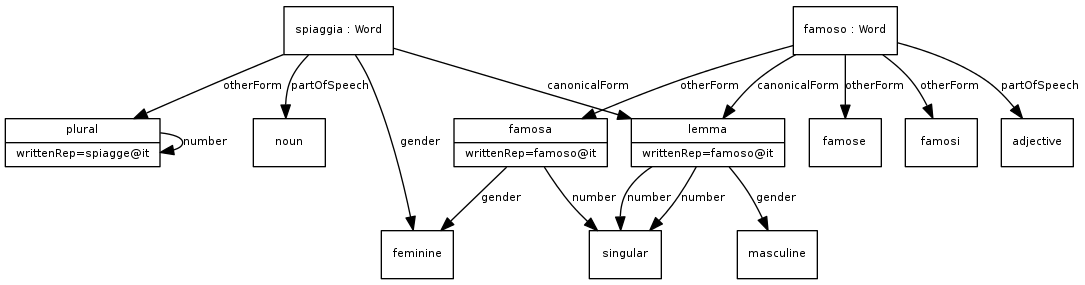 spiaggia : Word
famoso : Word
otherForm
partOfSpeech
canonicalForm
otherForm
canonicalForm
otherForm
otherForm
partOfSpeech
plural
writtenRep=spiagge@it
number
noun
gender
famosa
writtenRep=famoso@it
lemma
writtenRep=famoso@it
famose
famosi
adjective
gender
number
number
number
gender
feminine
singular
masculine